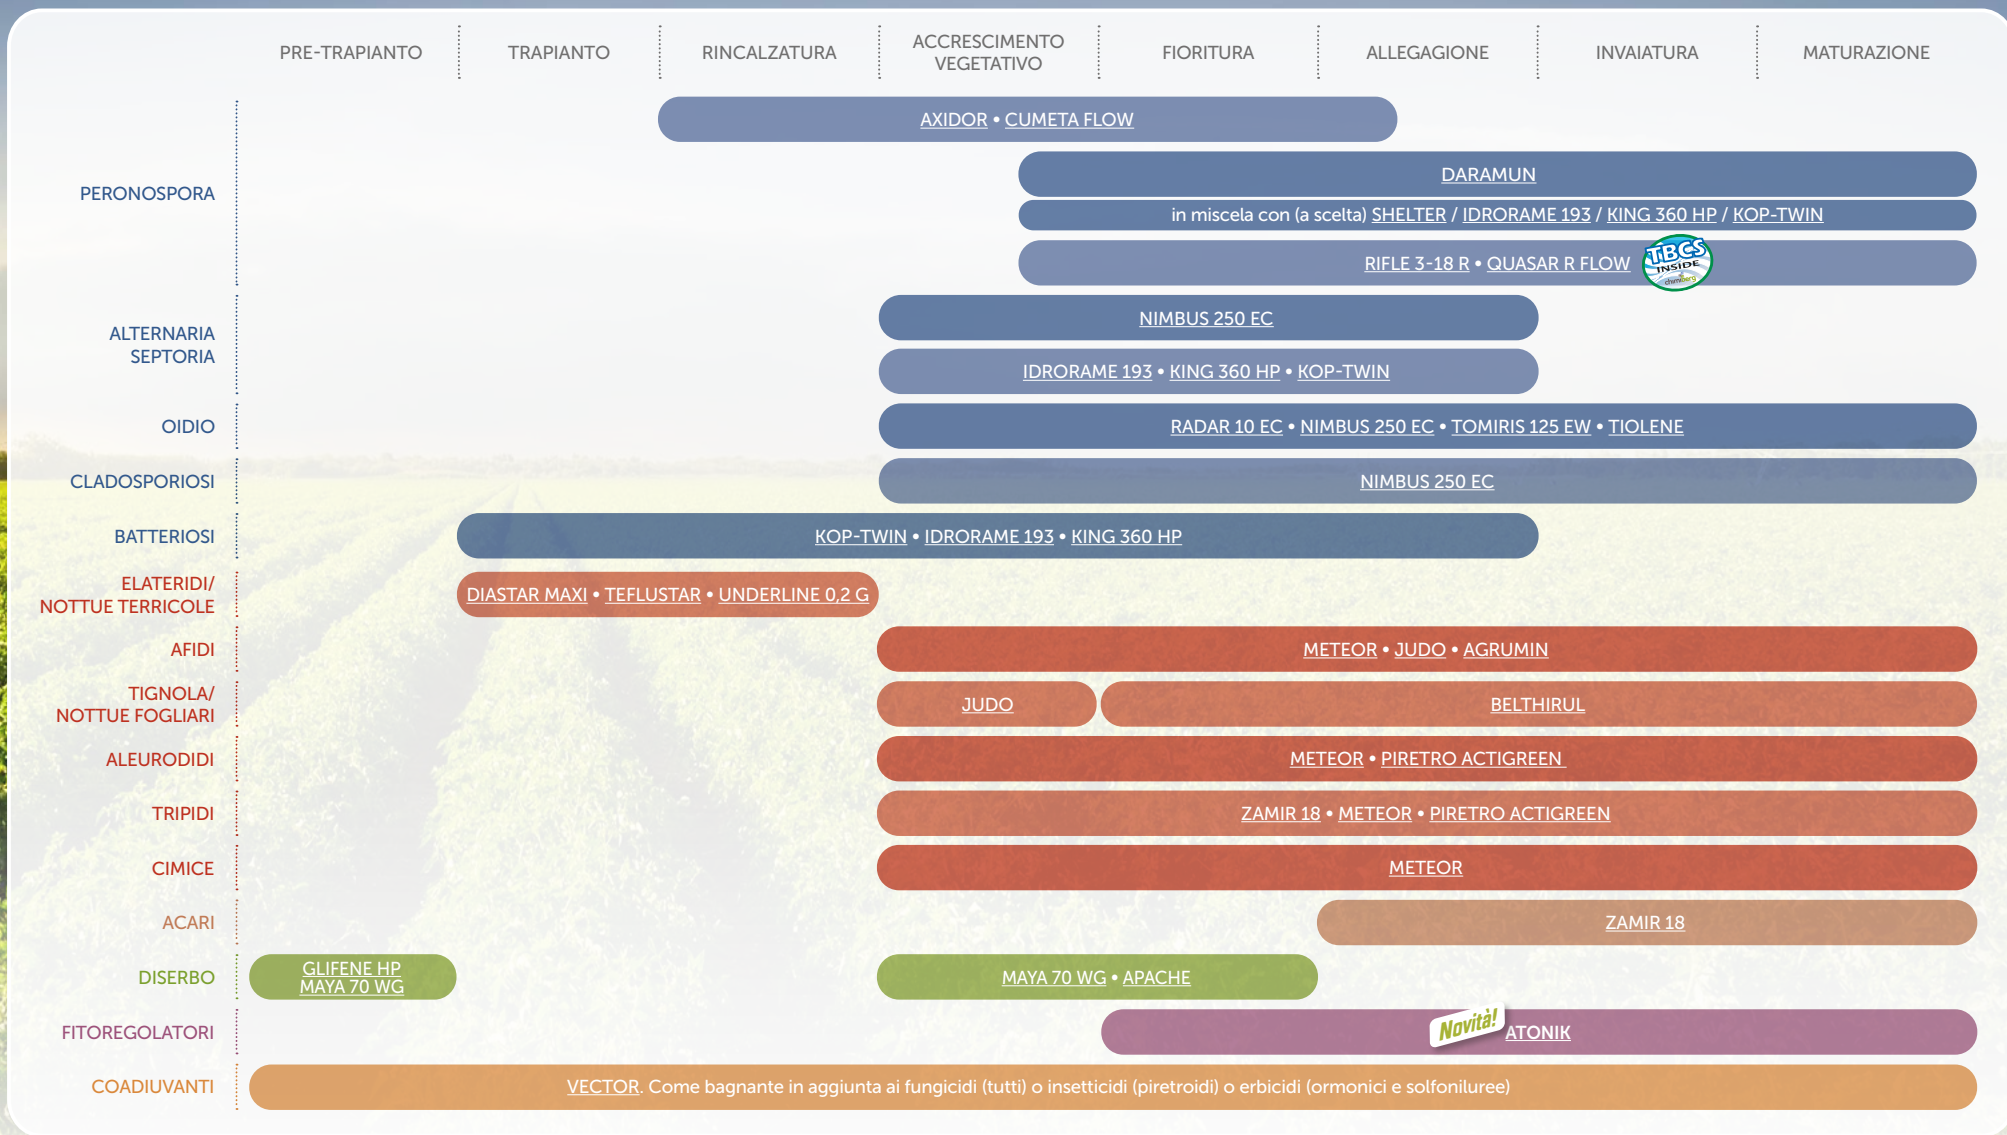 PRE-TRAPIANTO
TRAPIANTO
RINCALZATURA
ACCRESCIMENTO
VEGETATIVO
FIORITURA
ALLEGAGIONE
INVAIATURA
MATURAZIONE
PERONOSPORA
AXIDOR • CUMETA FLOW
DARAMUN
in miscela con (a scelta) SHELTER / IDRORAME 193 / KING 360 HP / KOP-TWIN
RIFLE 3-18 R • QUASAR R FLOW
TBCS
INSIDE
chimiberg
ALTERNARIA
SEPTORIA
NIMBUS 250 EC
IDRORAME 193 • KING 360 HP • KOP-TWIN
OIDIO
RADAR 10 EC • NIMBUS 250 EC • TOMIRIS 125 EW • TIOLENE
CLADOSPORIOSI
NIMBUS 250 EC
BATTERIOSI
KOP-TWIN • IDRORAME 193 • KING 360 HP
ELATERIDI/
NOTTUE TERRICOLE
DIASTAR MAXI • TEFLUSTAR • UNDERLINE 0,2 G
AFIDI
METEOR • JUDO • AGRUMIN
TIGNOLA/
NOTTUE FOGLIARI
JUDO
BELTHIRUL
ALEURODIDI
METEOR • PIRETRO ACTIGREEN
TRIPIDI
ZAMIR 18 • METEOR • PIRETRO ACTIGREEN
CIMICE
METEOR
ACARI
ZAMIR 18
DISERBO
GLIFENE HP
MAYA 70 WG
MAYA 70 WG • APACHE
FITOREGOLATORI
Novità!
ATONIK
COADIUVANTI
VECTOR. Come bagnante in aggiunta ai fungicidi (tutti) o insetticidi (piretroidi) o erbicidi (ormonici e solfoniluree)